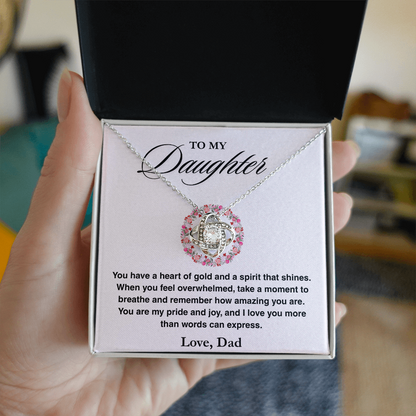 TO MY
Daughter
You have a heart of gold and a spirit that shines.
When you feel overwhelmed, take a moment to
breathe and remember how amazing you are.
You are my pride and joy, and I love you more
than words can express.
Love, Dad